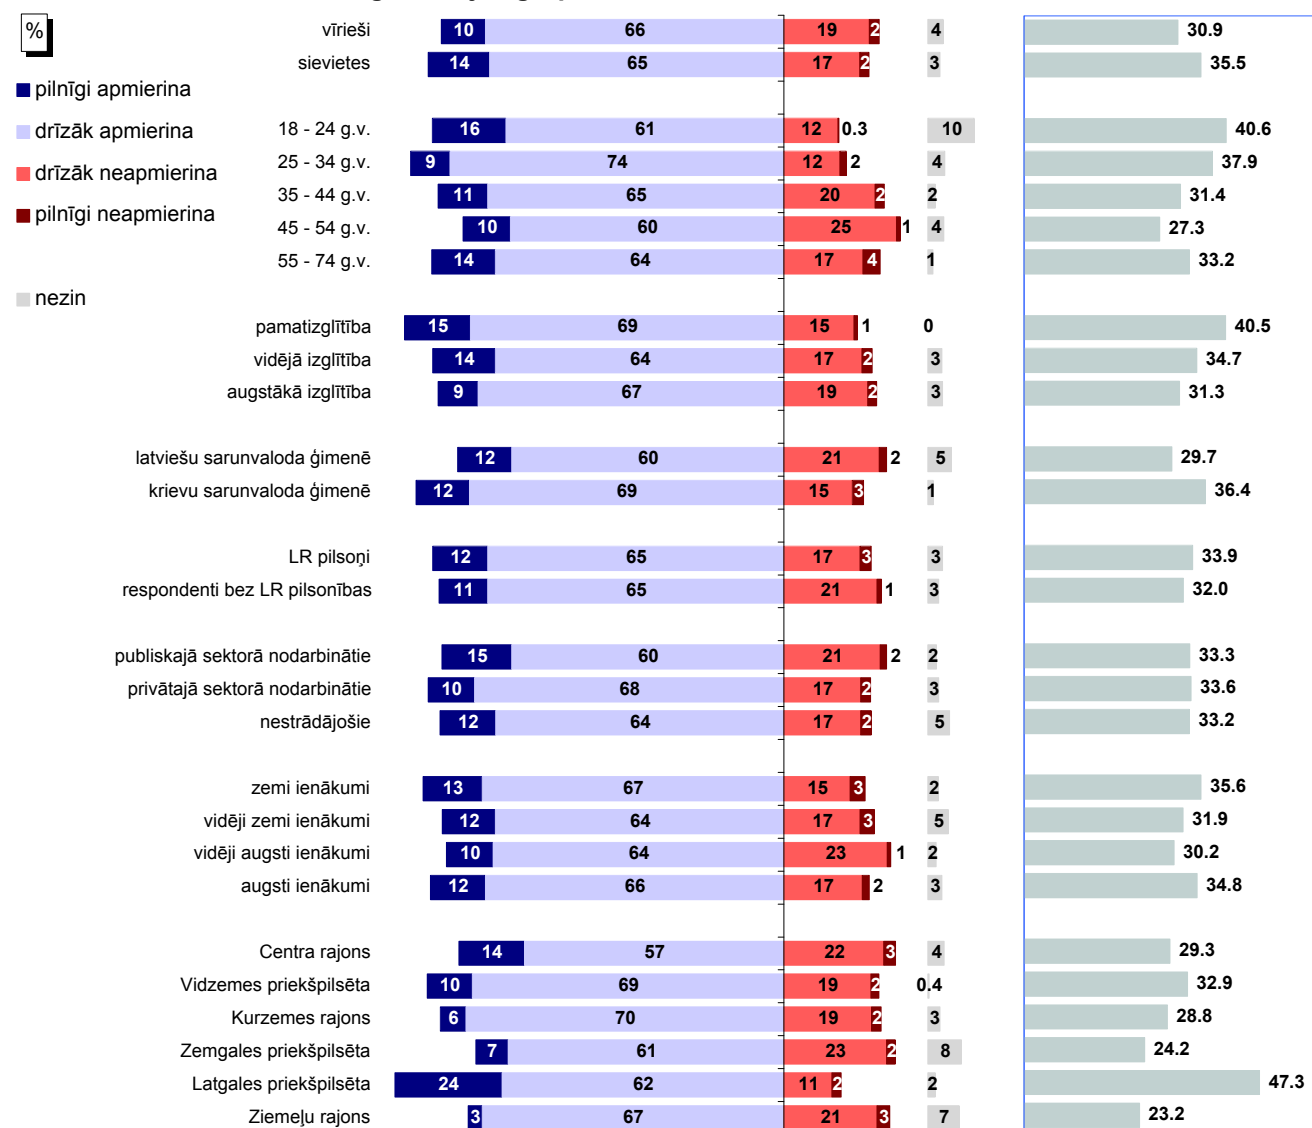 %
pilnīgi apmierina
drīzāk apmierina
drīzāk neapmierina
pilnīgi neapmierina
nezin
vīrieši 10 66 19 2 4 30.9
sievietes 14 65 17 2 3 35.5
18 - 24 g.v. 16 61 12 0.3 10 40.6
25 - 34 g.v. 9 74 12 2 4 37.9
35 - 44 g.v. 11 65 20 2 2 31.4
45 - 54 g.v. 10 60 25 1 4 27.3
55 - 74 g.v. 14 64 17 4 1 33.2
pamatizglītība 15 69 15 1 0 40.5
vidējā izglītība 14 64 17 2 3 34.7
augstākā izglītība 9 67 19 2 3 31.3
latviešu sarunvaloda ģimenē 12 60 21 2 5 29.7
krievu sarunvaloda ģimenē 12 69 15 3 1 36.4
LR pilsoņi 12 65 17 3 3 33.9
respondenti bez LR pilsonības 11 65 21 1 3 32.0
publiskajā sektorā nodarbinātie 15 60 21 2 2 33.3
privātajā sektorā nodarbinātie 10 68 17 2 3 33.6
nestrādājošie 12 64 17 2 5 33.2
zemi ienākumi 13 67 15 3 2 35.6
vidēji zemi ienākumi 12 64 17 3 5 31.9
vidēji augsti ienākumi 10 64 23 1 2 30.2
augsti ienākumi 12 66 17 2 3 34.8
Centra rajons 14 57 22 3 4 29.3
Vidzemes priekšpilsēta 10 69 19 2 0.4 32.9
Kurzemes rajons 6 70 19 2 3 28.8
Zemgales priekšpilsēta 7 61 23 2 8 24.2
Latgales priekšpilsēta 24 62 11 2 2 47.3
Ziemeļu rajons 3 67 21 3 7 23.2